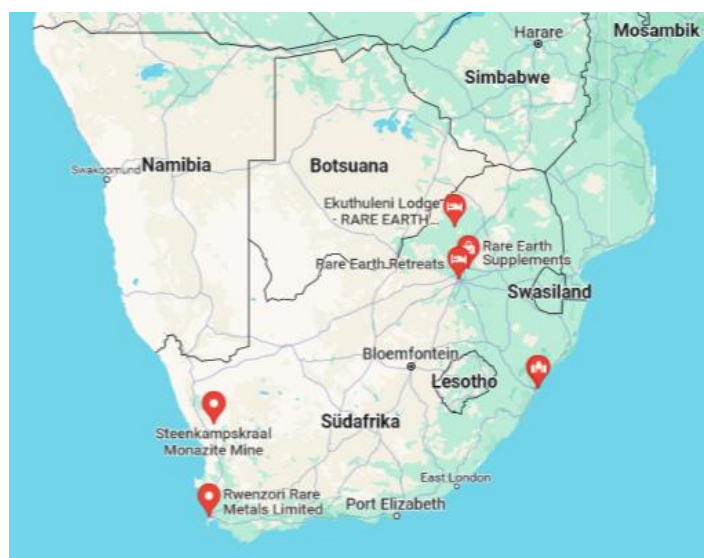 Mosambik
Harare
Simbabwe
Swakopmund
Namibia
Botsuana
Ekuthuleni Lodge
- RARE EARTH...
Rare Earth
Supplements
Rare Earth Retreats
Swasiland
Bloemfontein
Lesotho
Steenkampskraal
Monazite Mine
Südafrika
East London
Rwenzori Rare
Metals Limited
Port Elizabeth